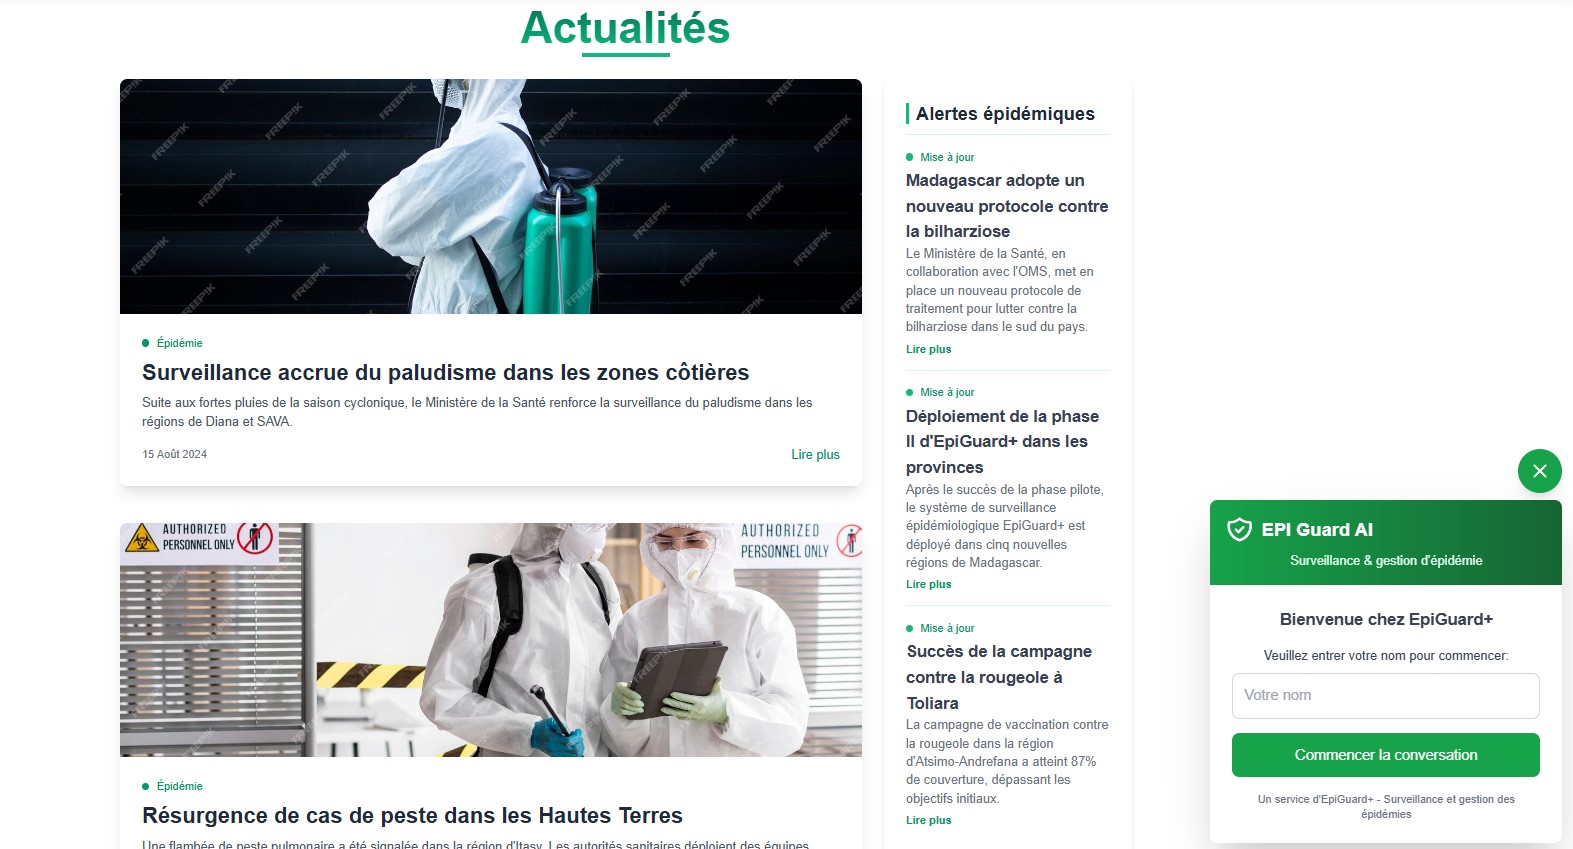 Actualités
Épidémie
Surveillance accrue du paludisme dans les zones côtières
Suite aux fortes pluies de la saison cyclonique, le Ministère de la Santé renforce la surveillance du paludisme dans les
régions de Diana et SAVA.
15 Août 2024
Lire plus
AUTHORIZED
PERSONNEL ONLY
AUTHORIZED
PERSONNEL ONLY
Épidémie
Résurgence de cas de peste dans les Hautes Terres
Une flambée de peste pulmonaire a été signalée dans la région d'Itasy. Les autorités sanitaires déploient des équipes
Alertes épidémiques
Mise à jour
Madagascar adopte un
nouveau protocole contre
la bilharziose
Le Ministère de la Santé, en
collaboration avec l'OMS, met en
place un nouveau protocole de
traitement pour lutter contre la
bilharziose dans le sud du pays.
Lire plus
Mise à jour
Déploiement de la phase
II d'EpiGuard+ dans les
provinces
Après le succès de la phase pilote,
le système de surveillance
épidémiologique EpiGuard+ est
déployé dans cinq nouvelles
régions de Madagascar.
Lire plus
Mise à jour
Succès de la campagne
contre la rougeole à
Toliara
La campagne de vaccination contre
la rougeole dans la région
d'Atsimo-Andrefana a atteint 87%
de couverture, dépassant les
objectifs initiaux.
Lire plus
EPI Guard AI
Surveillance & gestion d'épidémie
Bienvenue chez EpiGuard+
Veuillez entrer votre nom pour commencer:
Votre nom
Commencer la conversation
Un service d'EpiGuard+ - Surveillance et gestion des
épidémies